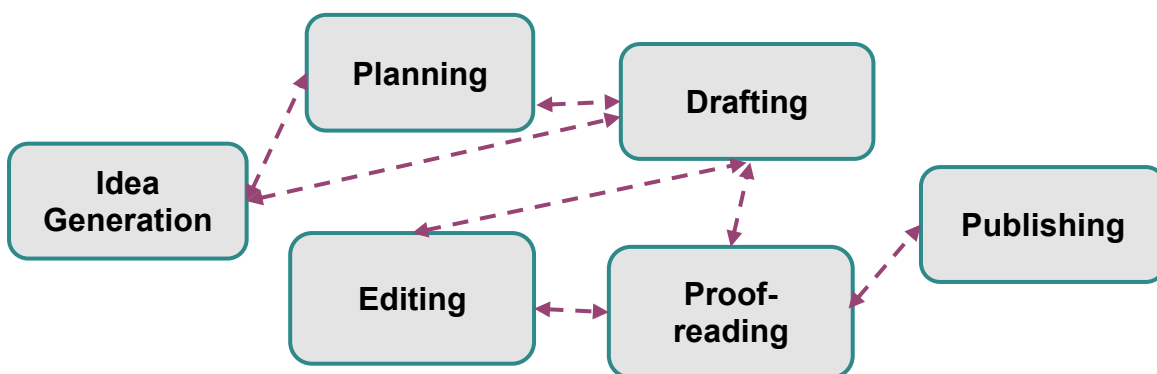 Planning
Drafting
Idea
Generation
Publishing
Editing
Proof-
reading